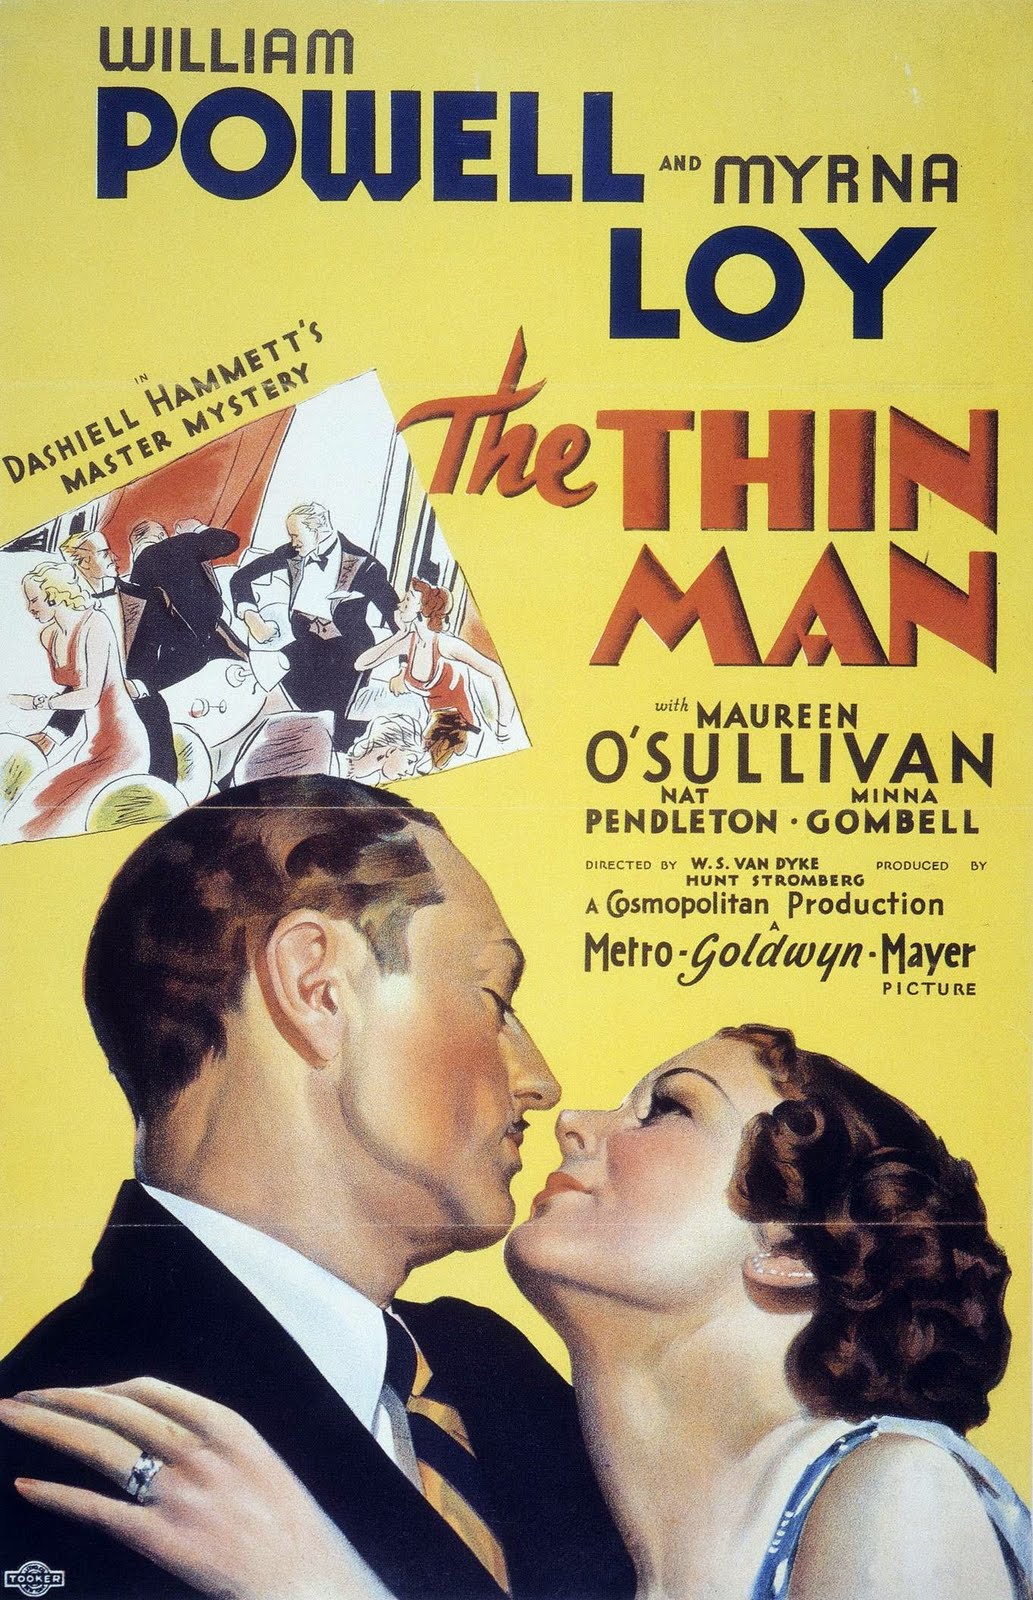 WILLIAM
POWELL AND MYRNA
LOY
IN
DASHIELL HAMMETT'S
MASTER MYSTERY
The THIN
MAN
with MAUREEN
O'SULLIVAN
NAT MINNA
PENDLETON · GOMBELL
DIRECTED BY W.S. VAN DYKE PRODUCED BY
HUNT STROMBERG
A Cosmopolitan Production
A
Metro-Goldwyn-Mayer
PICTURE
TOOKER